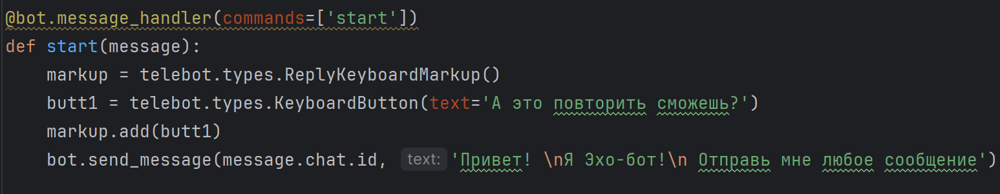 @bot.message_handler(commands=['start'])
def start(message):
    markup = telebot.types.ReplyKeyboardMarkup()
    butt1 = telebot.types.KeyboardButton(text='А это повторить сможешь?')
    markup.add(butt1)
    bot.send_message(message.chat.id, text: 'Привет! \nЯ Эхо-бот!\n Отправь мне любое сообщение')